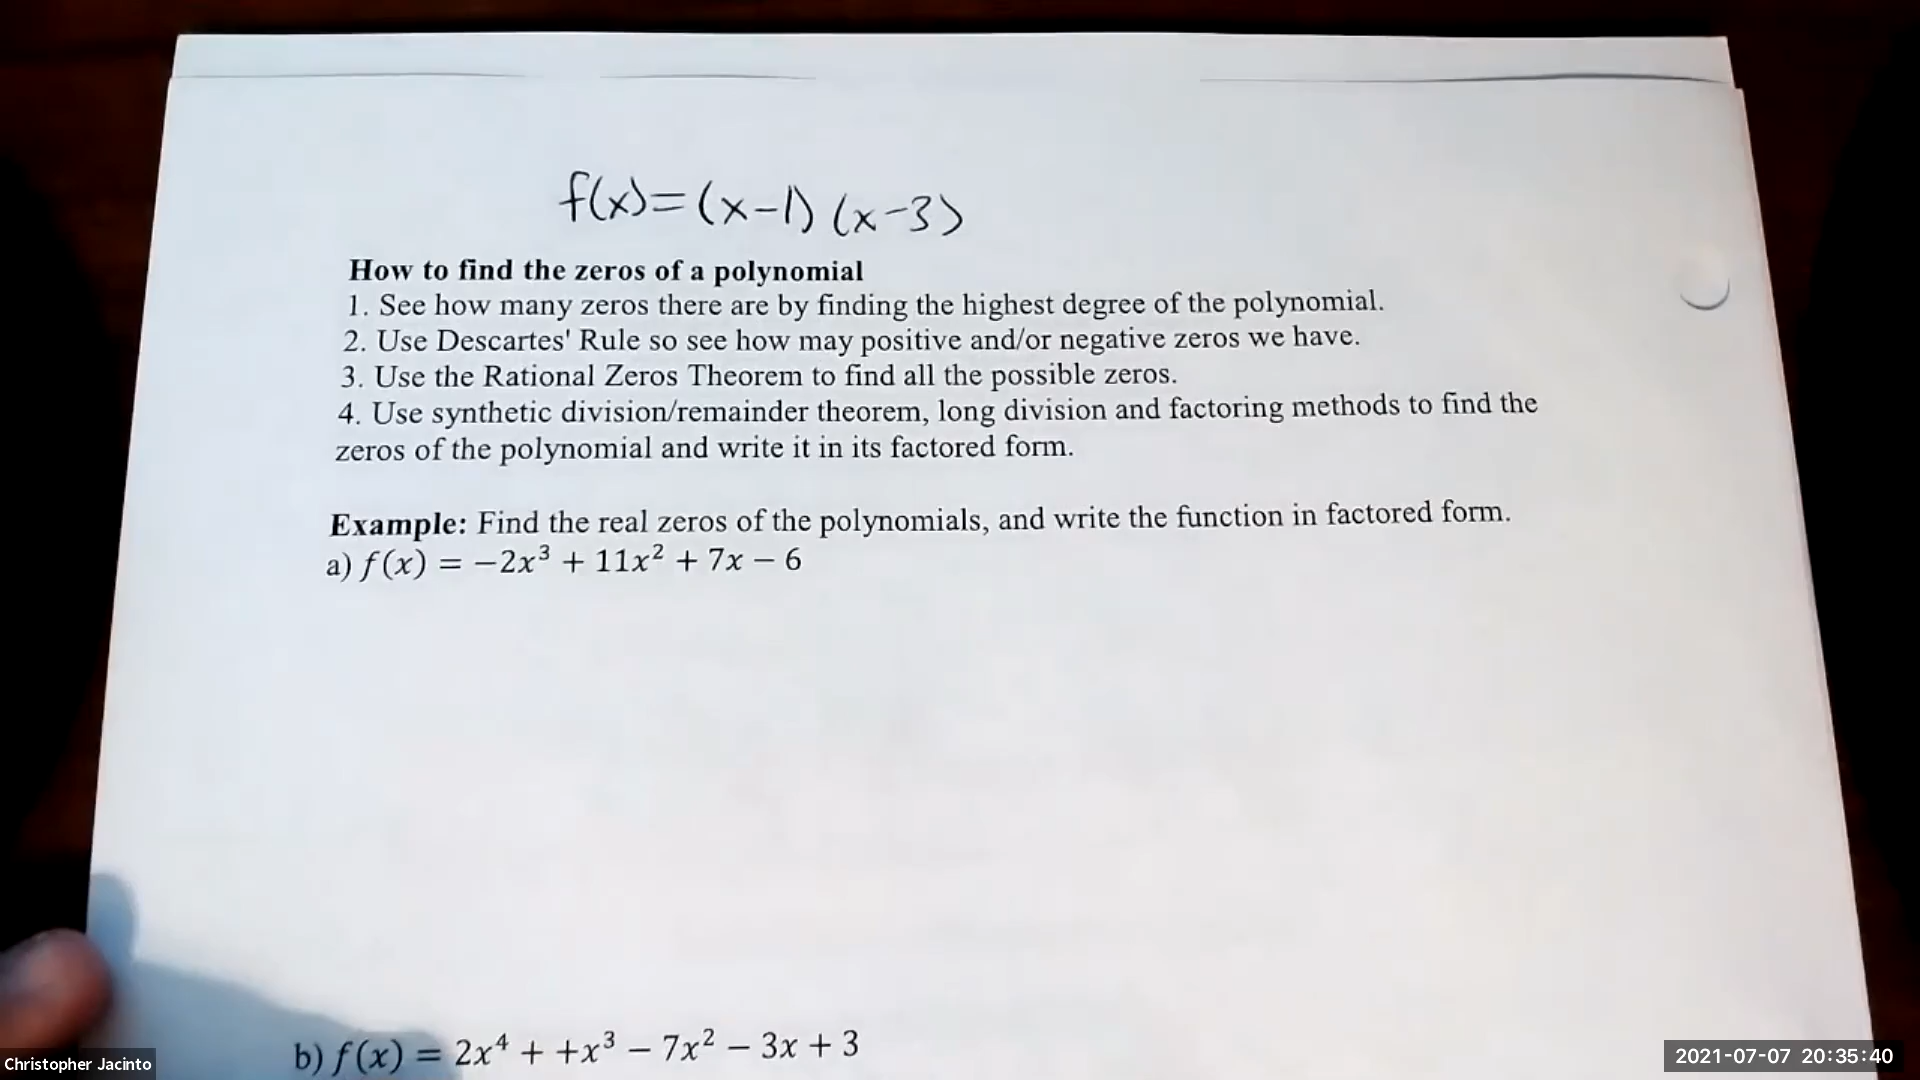 f(x)=(x-1)(x-3)
How to find the zeros of a polynomial
1. See how many zeros there are by finding the highest degree of the polynomial.
2. Use Descartes' Rule so see how may positive and/or negative zeros we have.
3. Use the Rational Zeros Theorem to find all the possible zeros.
4. Use synthetic division/remainder theorem, long division and factoring methods to find the
zeros of the polynomial and write it in its factored form.
Example: Find the real zeros of the polynomials, and write the function in factored form.
a) f(x) = −2x³ + 11x² + 7x − 6
b) f(x) = 2x⁴ + +x³ − 7x² − 3x + 3
Christopher Jacinto
2021-07-07 20:35:40